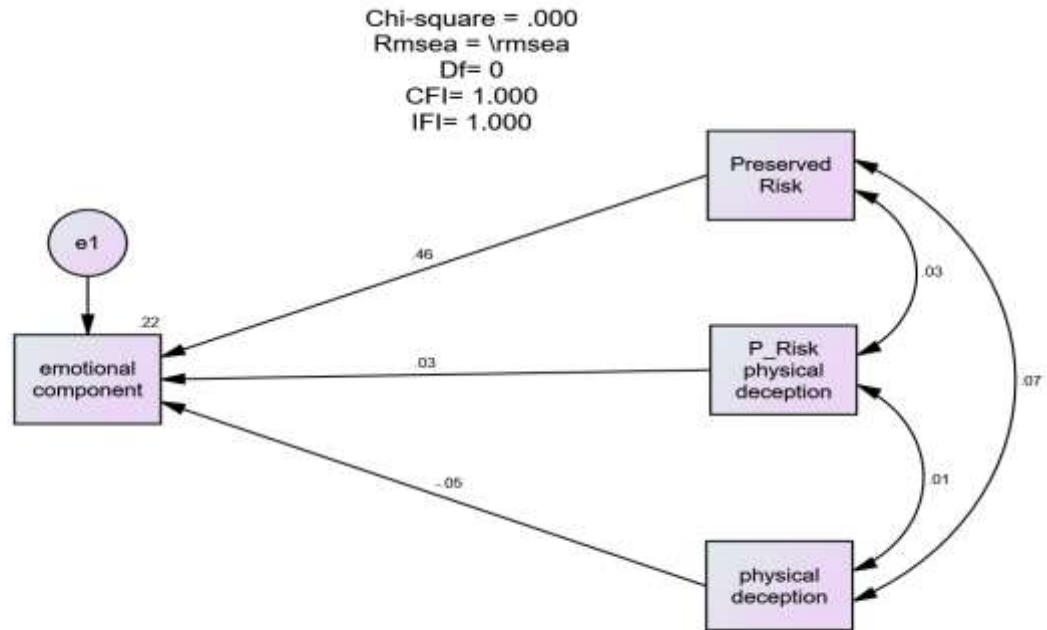 Chi-square = .000
Rmsea = \rmsea
Df= 0
CFI= 1.000
IFI= 1.000
Preserved
Risk
e1
.46
.03
.22
emotional
component
.03
P_Risk
physical
deception
.07
-.05
.01
physical
deception